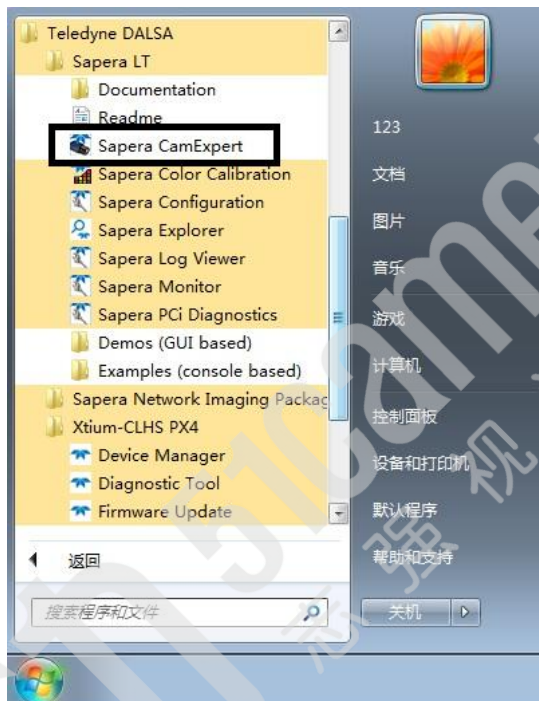 Teledyne DALSA
Sapera LT
Documentation
Readme
Sapera CamExpert
Sapera Color Calibration
Sapera Configuration
Sapera Explorer
Sapera Log Viewer
Sapera Monitor
Sapera PCi Diagnostics
Demos (GUI based)
Examples (console based)
Sapera Network Imaging Packag
Xtium-CLHS PX4
Device Manager
Diagnostic Tool
Firmware Update
返回
搜索程序和文件
123
文档
图片
音乐
游戏
计算机
控制面板
设备和打印机
默认程序
帮助和支持
关机